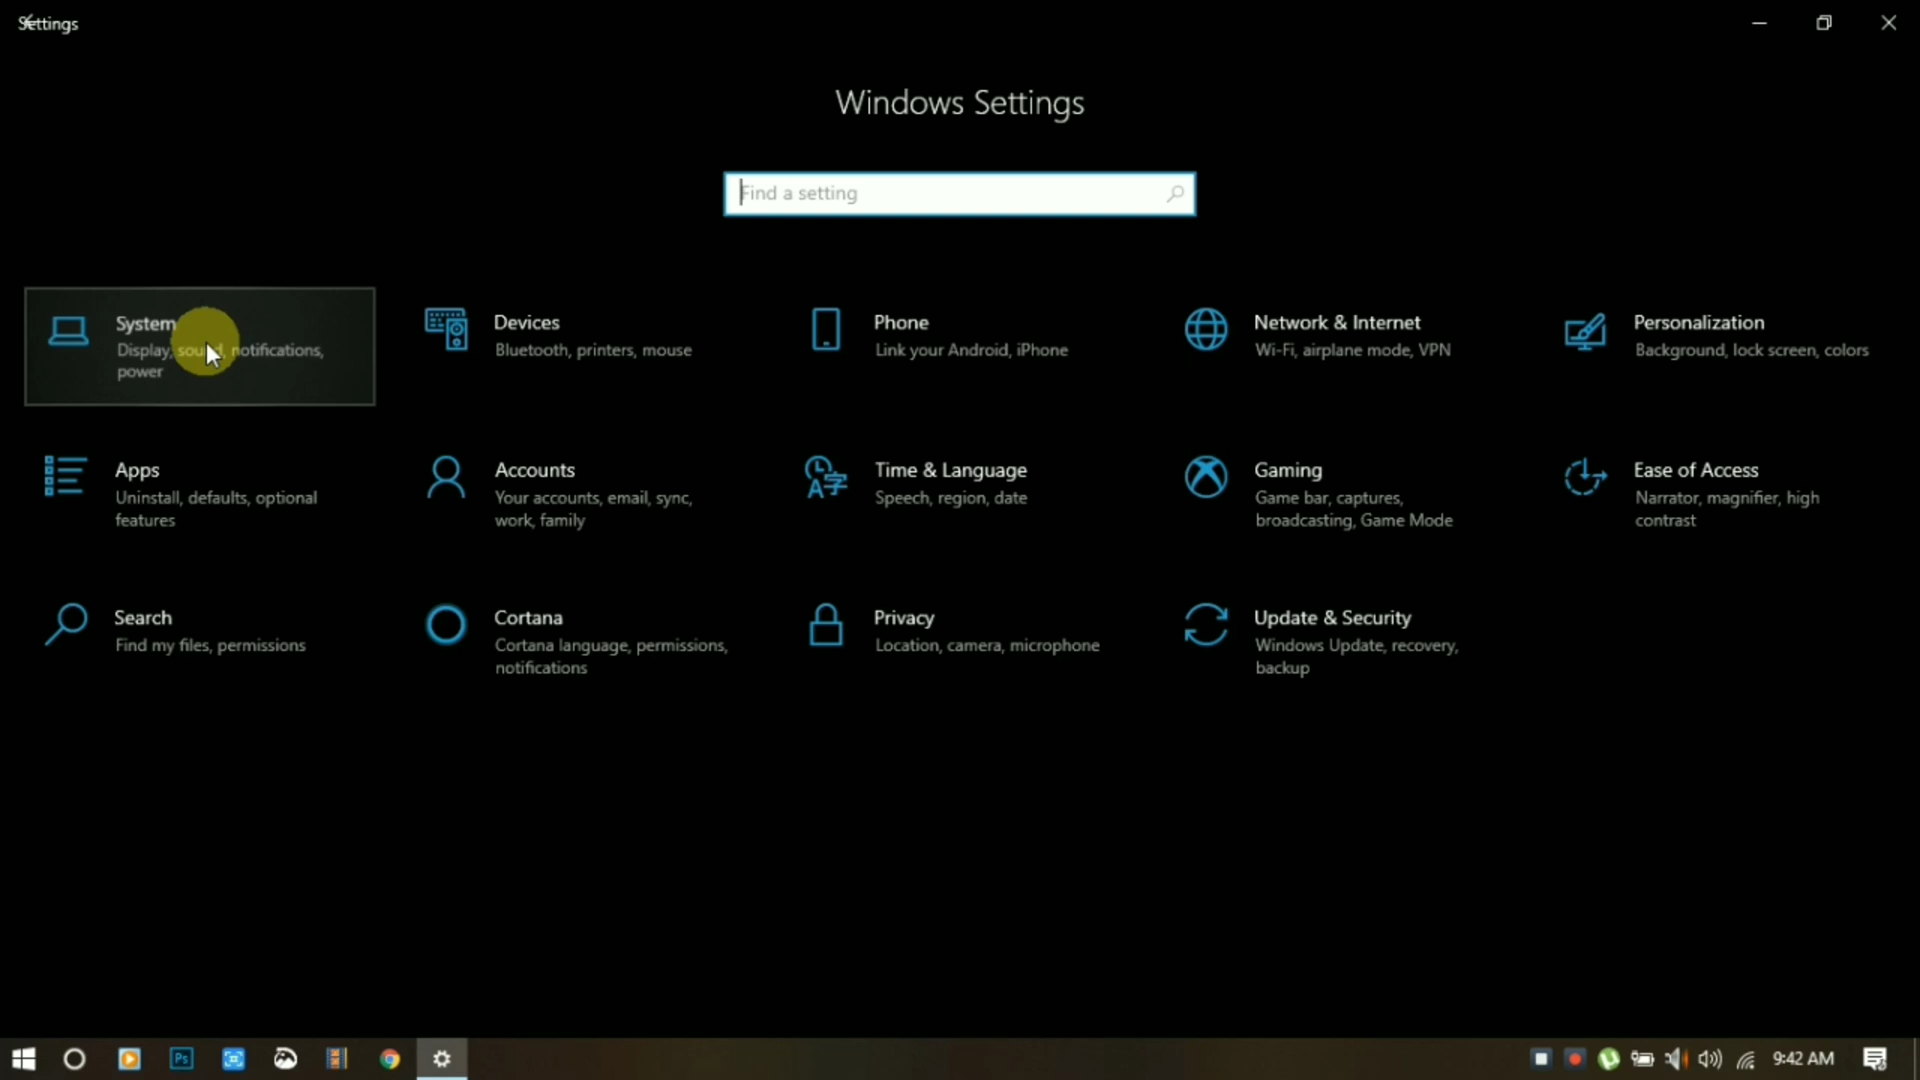 Settings
Windows Settings
Find a setting
System
Display, sound, notifications,
power
Devices
Bluetooth, printers, mouse
Phone
Link your Android, iPhone
Network & Internet
Wi-Fi, airplane mode, VPN
Personalization
Background, lock screen, colors
Apps
Uninstall, defaults, optional
features
Accounts
Your accounts, email, sync,
work, family
Time & Language
Speech, region, date
Gaming
Game bar, captures,
broadcasting, Game Mode
Ease of Access
Narrator, magnifier, high
contrast
Search
Find my files, permissions
Cortana
Cortana language, permissions,
notifications
Privacy
Location, camera, microphone
Update & Security
Windows Update, recovery,
backup
Ps
9:42 AM